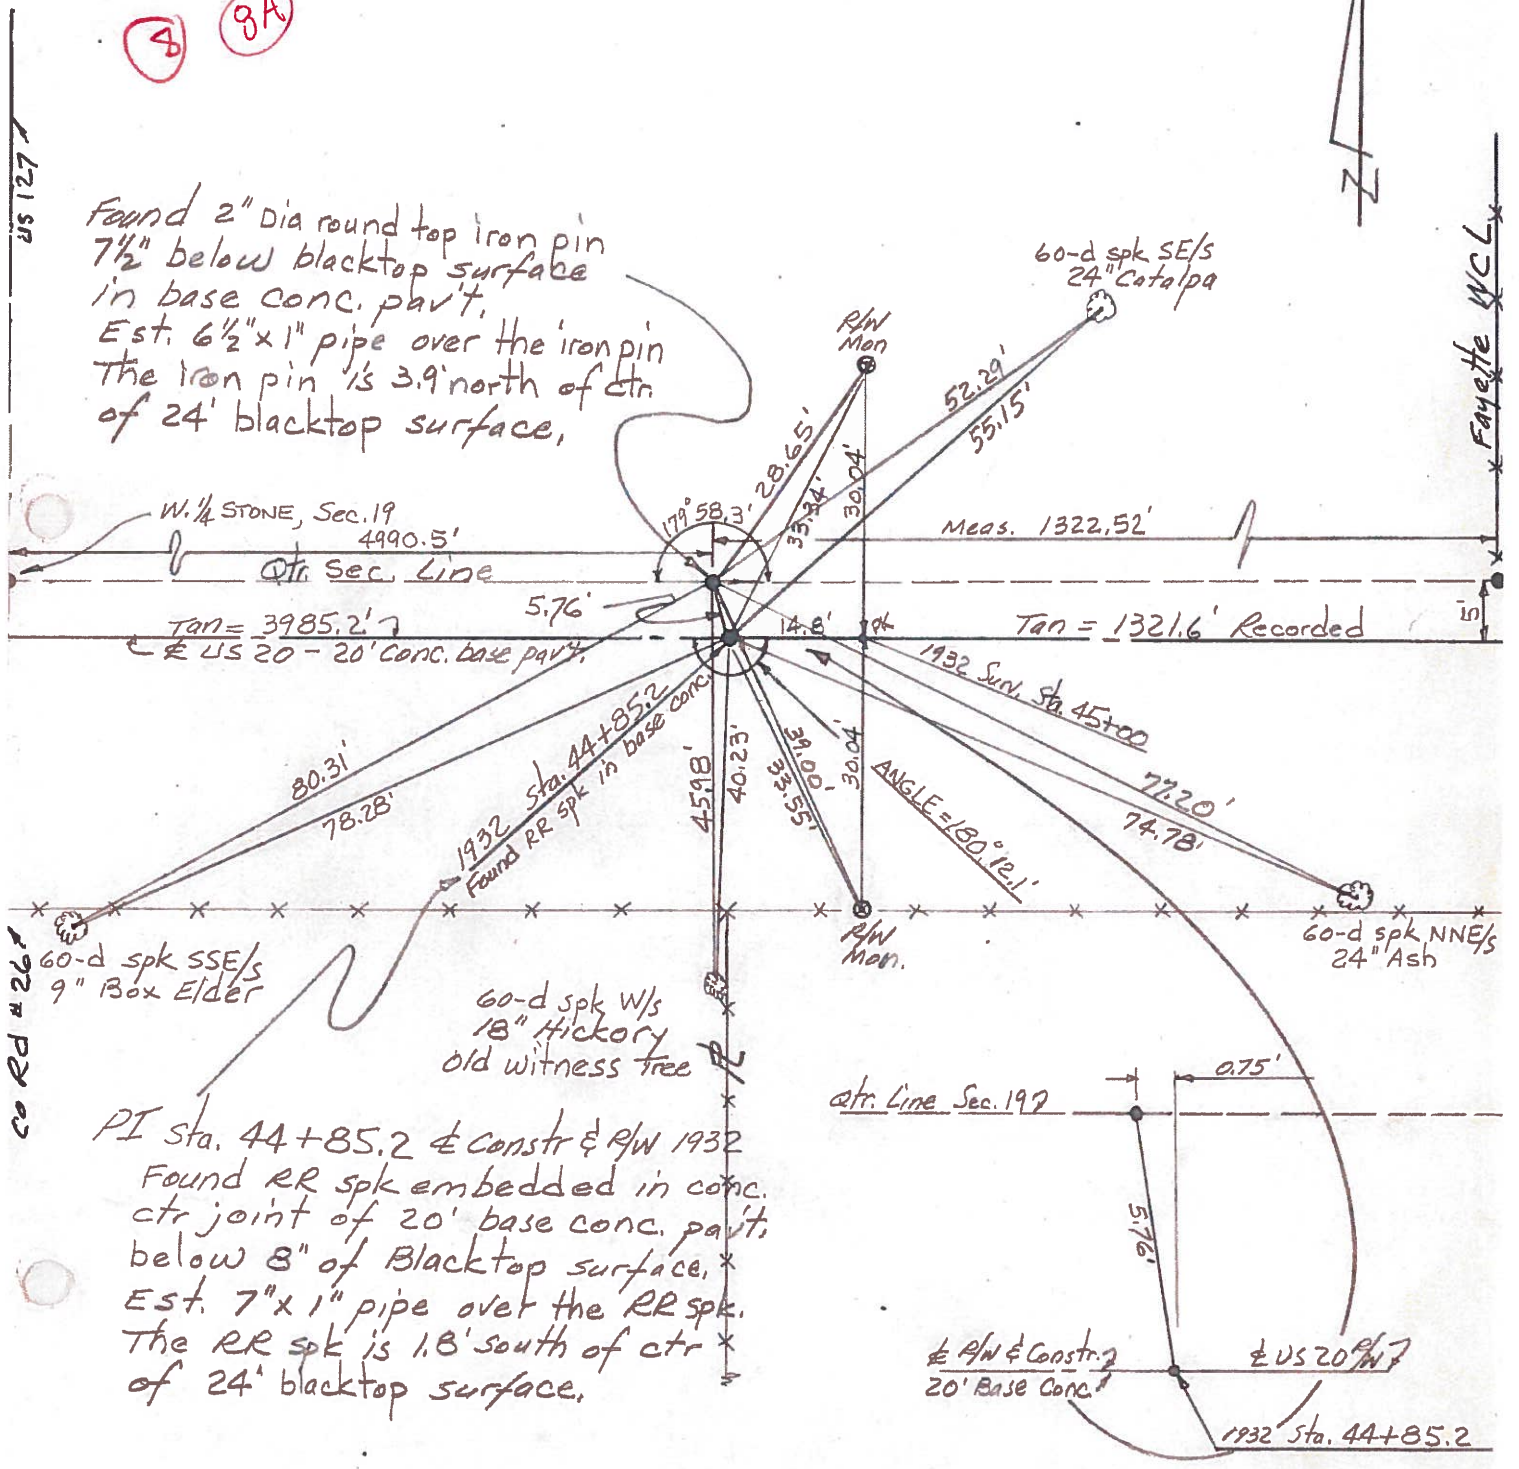 8
8A
US 127
Found 2" Dia round top iron pin
7½" below blacktop surface
in base conc. pav't.
Est. 6½" x 1" pipe over the iron pin
The iron pin is 3.9' north of ctr.
of 24' blacktop surface.
N
60-d spk SE/s
24" Catalpa
R/W
Mon
Fayette WCL
52.29'
55.15'
28.65'
33.34'
30.04'
179° 58.3'
W. ¼ STONE, Sec. 19
4990.5'
Meas. 1322.52'
Qtr. Sec. Line
5.76'
Tan = 3985.2'
₵ US 20 - 20' Conc. base pav't.
14.8'
Tan = 1321.6' Recorded
1932 Surv. Sta. 45+00
80.31'
78.28'
1932 Sta. 44+85.2
Found RR spk in base conc.
45.98'
40.23'
39.00'
33.55'
30.04'
ANGLE = 180° 12.1'
77.20'
74.78'
Co Rd #26
60-d spk SSE/s
9" Box Elder
60-d spk W/s
18" Hickory
old witness Tree
R/W
Mon.
60-d spk NNE/s
24" Ash
PI Sta. 44+85.2 ₵ Constr & R/W 1932
Found RR spk embedded in conc.
ctr joint of 20' base conc. pav't.
below 8" of Blacktop surface.
Est. 7" x 1" pipe over the RR spk.
The RR spk is 1.8' south of ctr
of 24' blacktop surface.
0.75'
Qtr. Line Sec. 19
5.76'
₵ R/W & Constr.
20' Base Conc.
₵ US 20 R/W
1932 Sta. 44+85.2